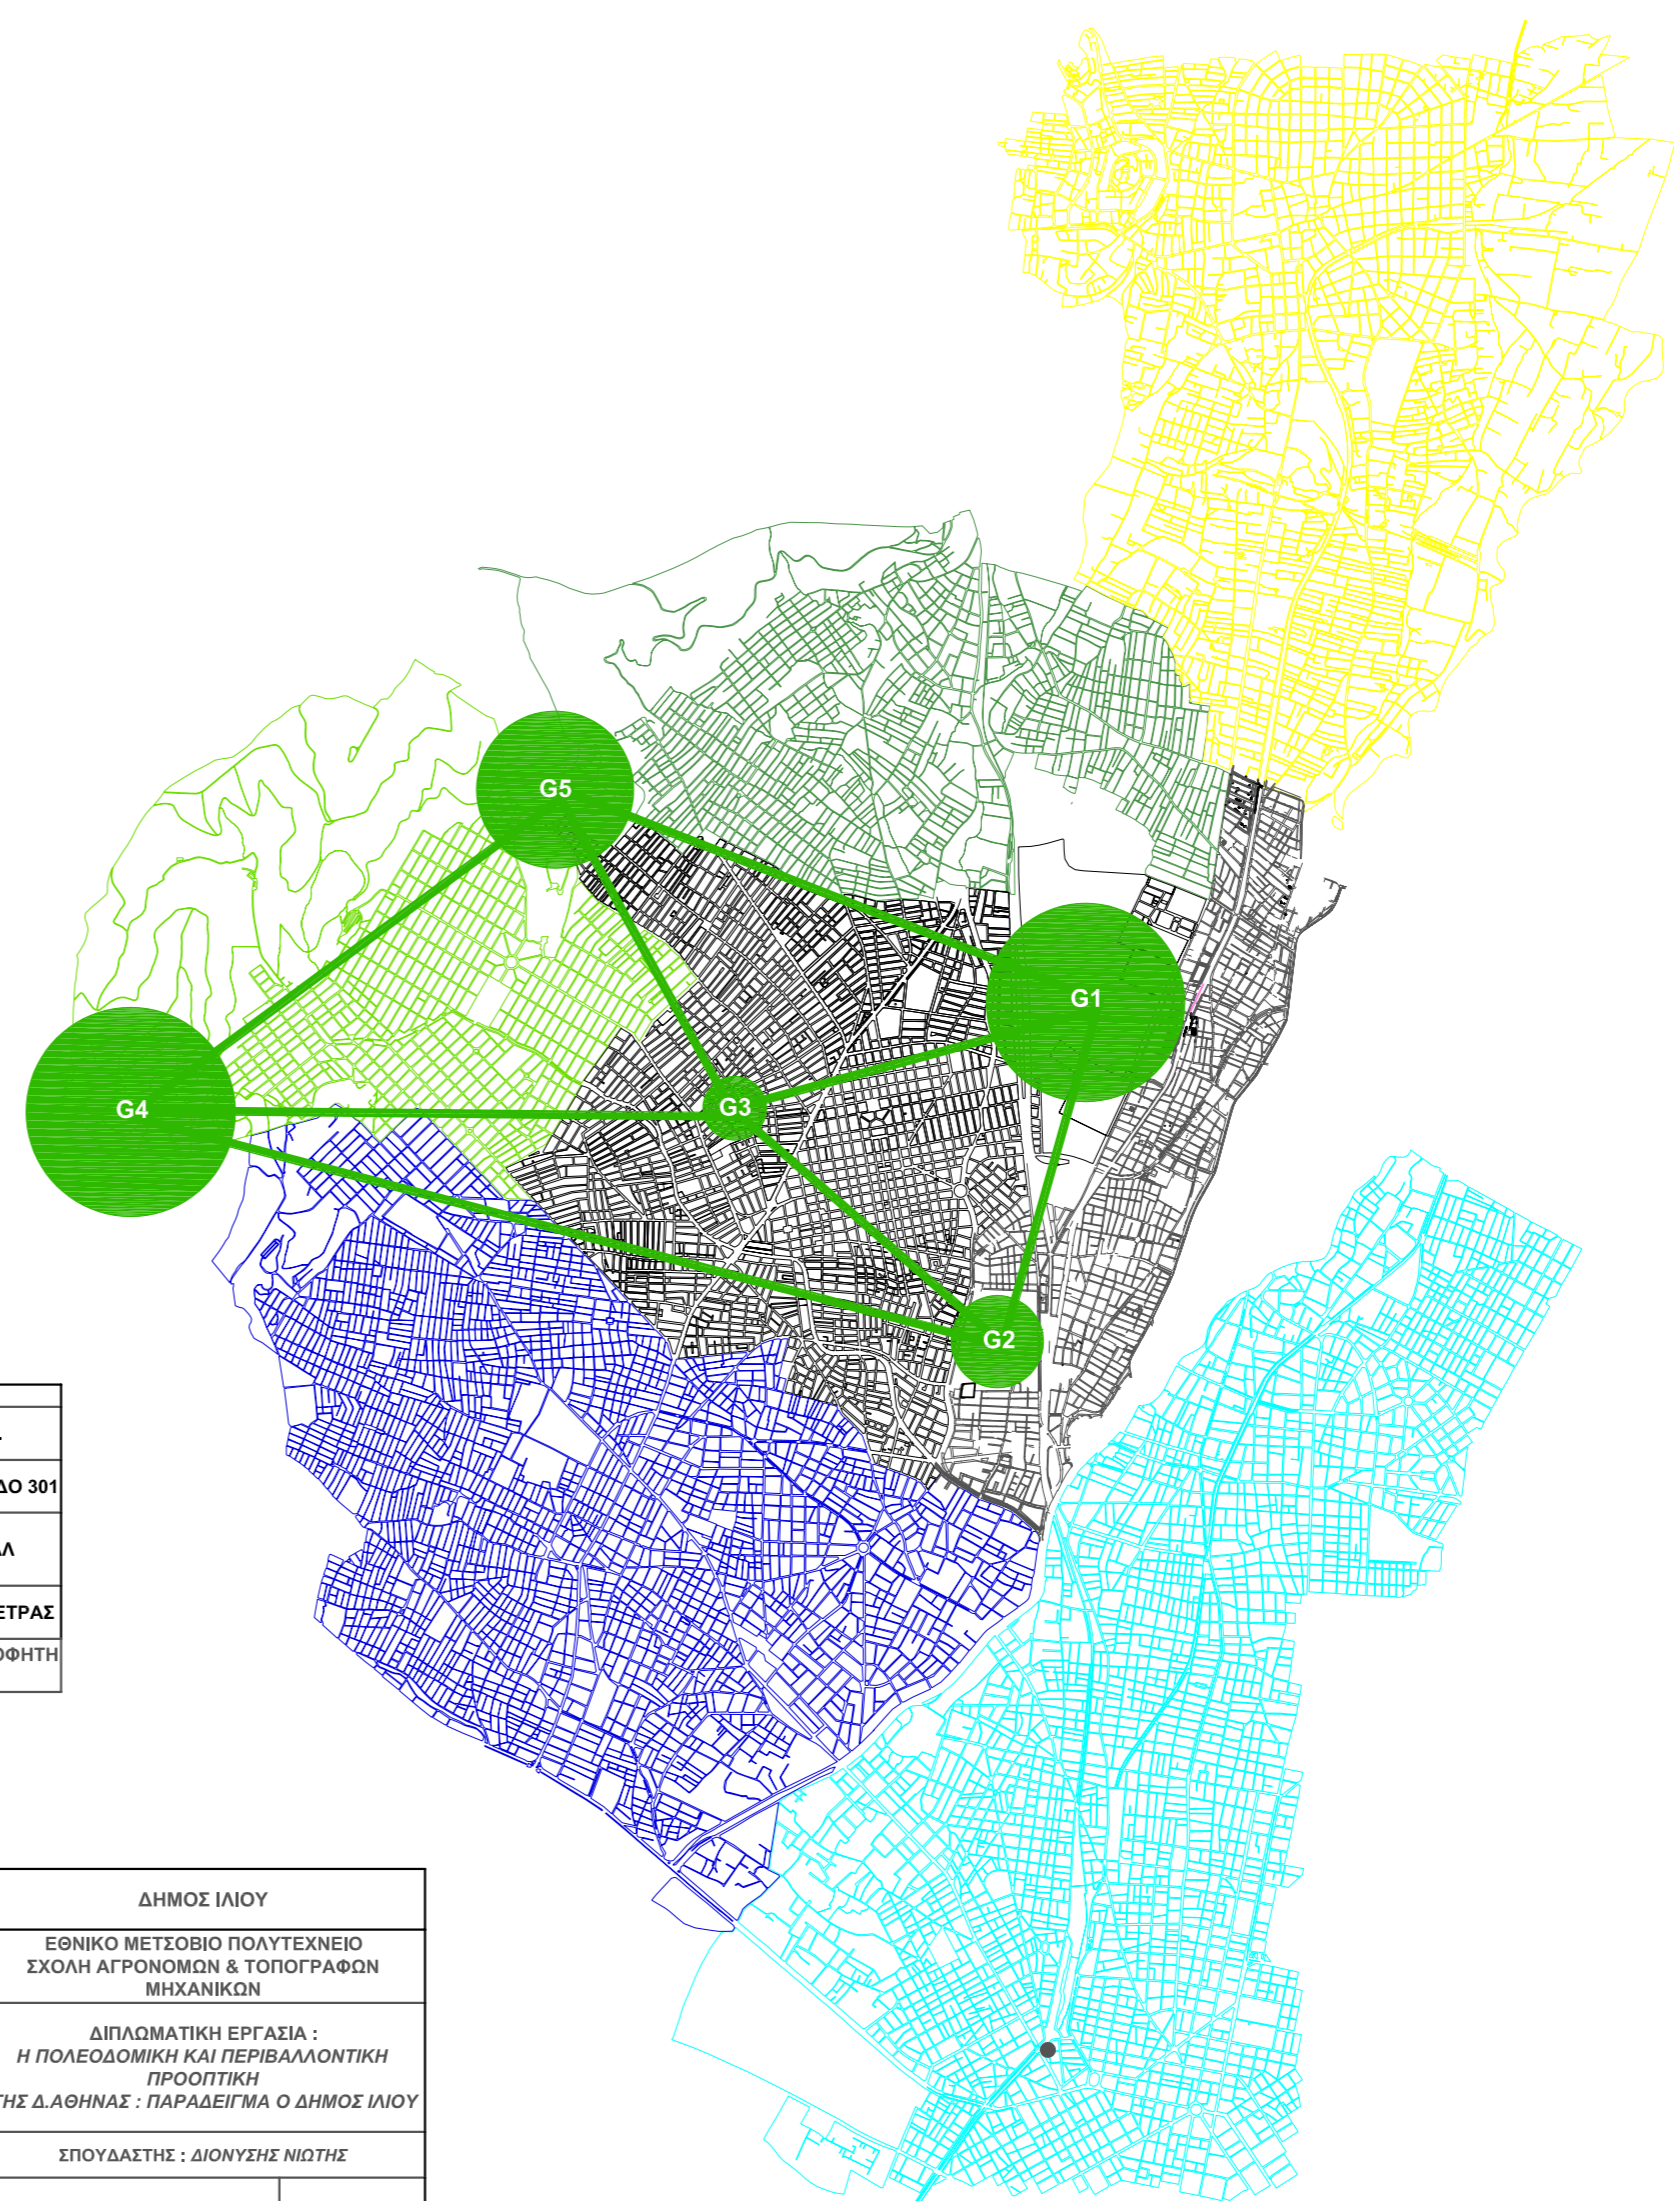 G5
G1
G4
G3
G2
ΔΟ 301
ΕΤΡΑΣ
ΟΦΗΤΗ
ΔΗΜΟΣ ΙΛΙΟΥ
ΕΘΝΙΚΟ ΜΕΤΣΟΒΙΟ ΠΟΛΥΤΕΧΝΕΙΟ
ΣΧΟΛΗ ΑΓΡΟΝΟΜΩΝ & ΤΟΠΟΓΡΑΦΩΝ
ΜΗΧΑΝΙΚΩΝ
ΔΙΠΛΩΜΑΤΙΚΗ ΕΡΓΑΣΙΑ :
Η ΠΟΛΕΟΔΟΜΙΚΗ ΚΑΙ ΠΕΡΙΒΑΛΛΟΝΤΙΚΗ
ΠΡΟΟΠΤΙΚΗ
ΤΗΣ Δ.ΑΘΗΝΑΣ : ΠΑΡΑΔΕΙΓΜΑ Ο ΔΗΜΟΣ ΙΛΙΟΥ
ΣΠΟΥΔΑΣΤΗΣ : ΔΙΟΝΥΣΗΣ ΝΙΩΤΗΣ